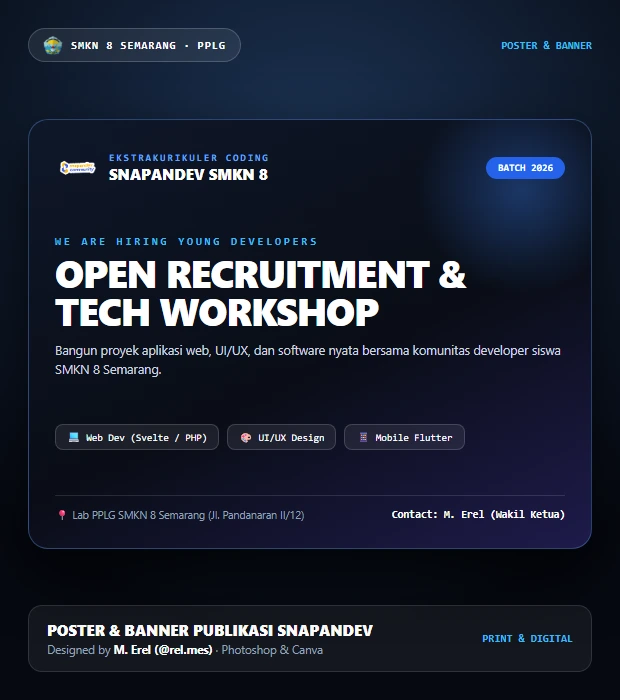 SMKN 8 SEMARANG · PPLG
POSTER & BANNER
EKSTRAKURIKULER CODING
SNAPANDEV SMKN 8
BATCH 2026
WE ARE HIRING YOUNG DEVELOPERS
OPEN RECRUITMENT &
TECH WORKSHOP
Bangun proyek aplikasi web, UI/UX, dan software nyata bersama komunitas developer siswa
SMKN 8 Semarang.
Web Dev (Svelte / PHP)
UI/UX Design
Mobile Flutter
Lab PPLG SMKN 8 Semarang (Jl. Pandanaran II/12)
Contact: M. Erel (Wakil Ketua)
POSTER & BANNER PUBLIKASI SNAPANDEV
Designed by M. Erel (@rel.mes) · Photoshop & Canva
PRINT & DIGITAL